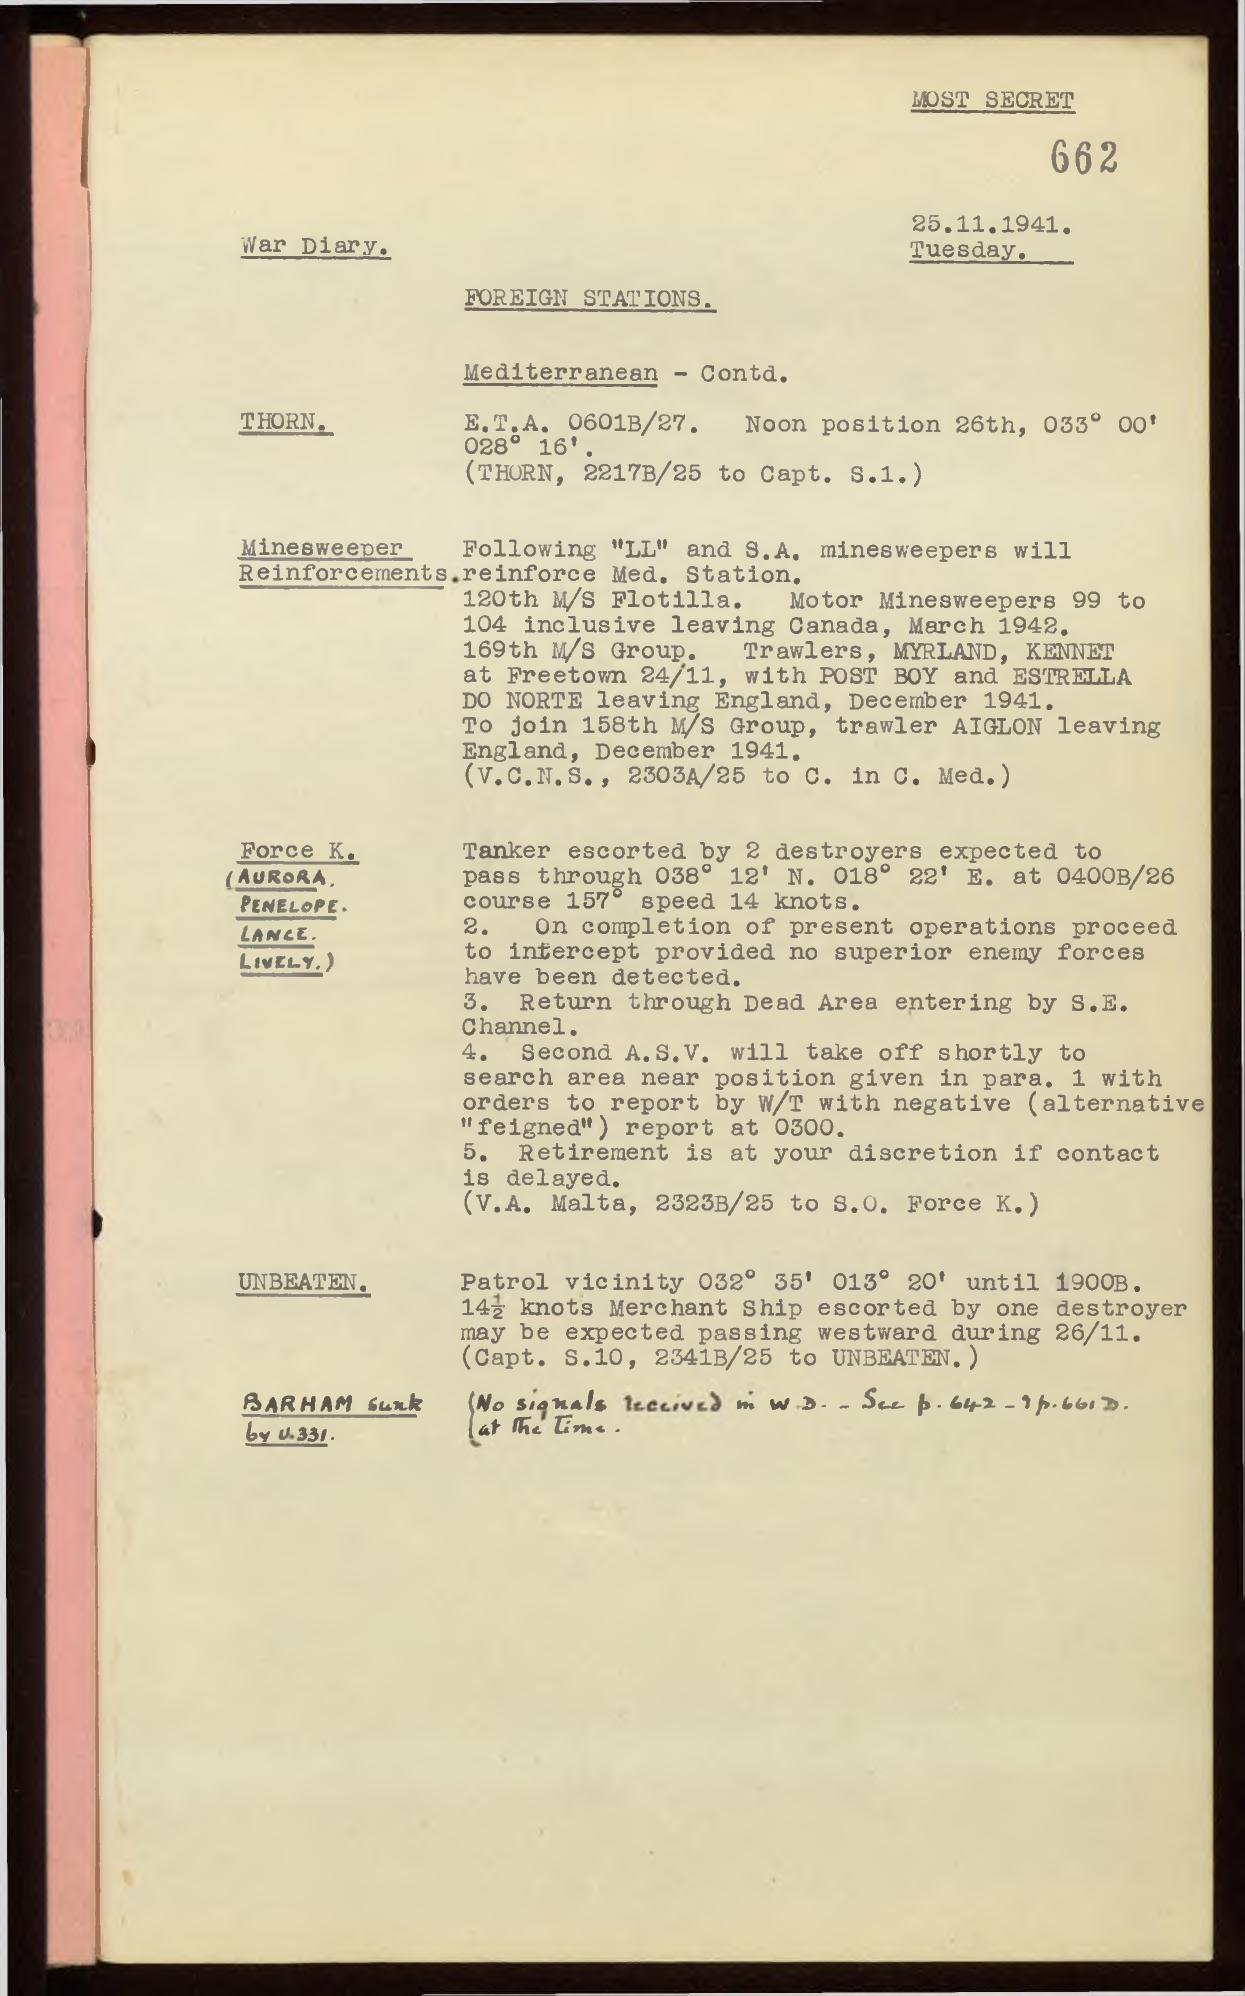 MOST SECRET
662
25.11.1941.
War Diary.
Tuesday.
FOREIGN STATIONS.
Mediterranean - Contd.
THORN.
E.T.A. 0601B/27. Noon position 26th, 033° 00'
028° 16'.
(THORN, 2217B/25 to Capt. S.1.)
Minesweeper
Reinforcements.
Following "LL" and S.A. minesweepers will
reinforce Med. Station.
120th M/S Flotilla. Motor Minesweepers 99 to
104 inclusive leaving Canada, March 1942.
169th M/S Group. Trawlers, MYRLAND, KENNET
at Freetown 24/11, with POST BOY and ESTRELLA
DO NORTE leaving England, December 1941.
To join 158th M/S Group, trawler AIGLON leaving
England, December 1941.
(V.C.N.S., 2303A/25 to C. in C. Med.)
Force K.
(AURORA.
PENELOPE.
LANCE.
LIVELY.)
Tanker escorted by 2 destroyers expected to
pass through 038° 12' N. 018° 22' E. at 0400B/26
course 157° speed 14 knots.
2. On completion of present operations proceed
to intercept provided no superior enemy forces
have been detected.
3. Return through Dead Area entering by S.E.
Channel.
4. Second A.S.V. will take off shortly to
search area near position given in para. 1 with
orders to report by W/T with negative (alternative
"feigned") report at 0300.
5. Retirement is at your discretion if contact
is delayed.
(V.A. Malta, 2323B/25 to S.O. Force K.)
UNBEATEN.
Patrol vicinity 032° 35' 013° 20' until 1900B.
14½ knots Merchant Ship escorted by one destroyer
may be expected passing westward during 26/11.
(Capt. S.10, 2341B/25 to UNBEATEN.)
BARHAM sunk
by U.331.
(No signals received in W.D. - See p. 642 - p. 661D.
(at the time.